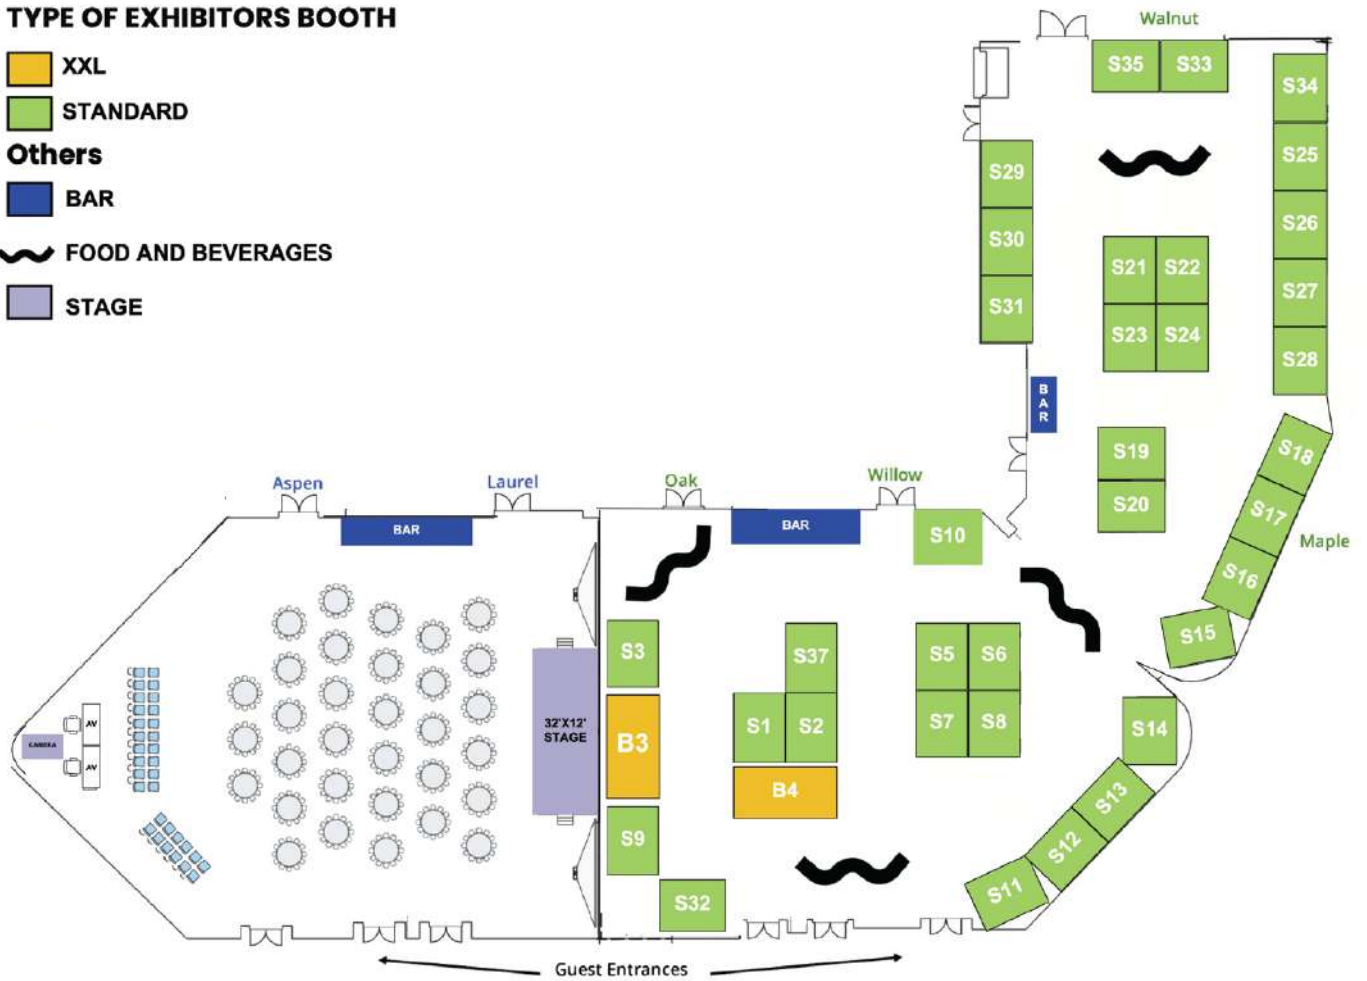 TYPE OF EXHIBITORS BOOTH
XXL
STANDARD
Others
BAR
FOOD AND BEVERAGES
STAGE
Walnut
S35 S33
S34
S25
S26
S27
S28
S29
S30
S31
S21 S22
S23 S24
BAR
S19
S20
S18
S17
S16
S15
Maple
Aspen
Laurel
Oak
Willow
BAR
BAR
S10
S3
B3
S9
S32
S37
S1 S2
B4
S5 S6
S7 S8
S14
S13
S12
S11
32'X12'
STAGE
CAMERA
AV
AV
Guest Entrances